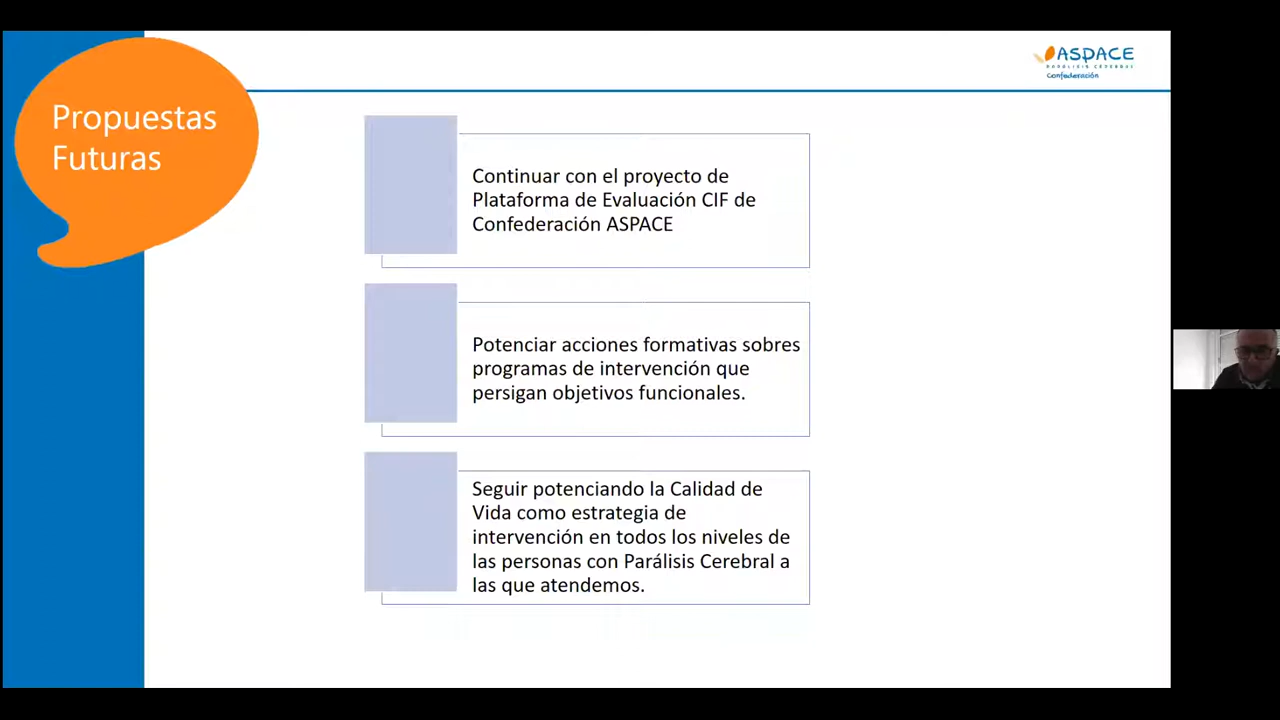 Propuestas
Futuras
ASPACE
PARÁLISIS CEREBRAL
Confederación
Continuar con el proyecto de
Plataforma de Evaluación CIF de
Confederación ASPACE
Potenciar acciones formativas sobres
programas de intervención que
persigan objetivos funcionales.
Seguir potenciando la Calidad de
Vida como estrategia de
intervención en todos los niveles de
las personas con Parálisis Cerebral a
las que atendemos.